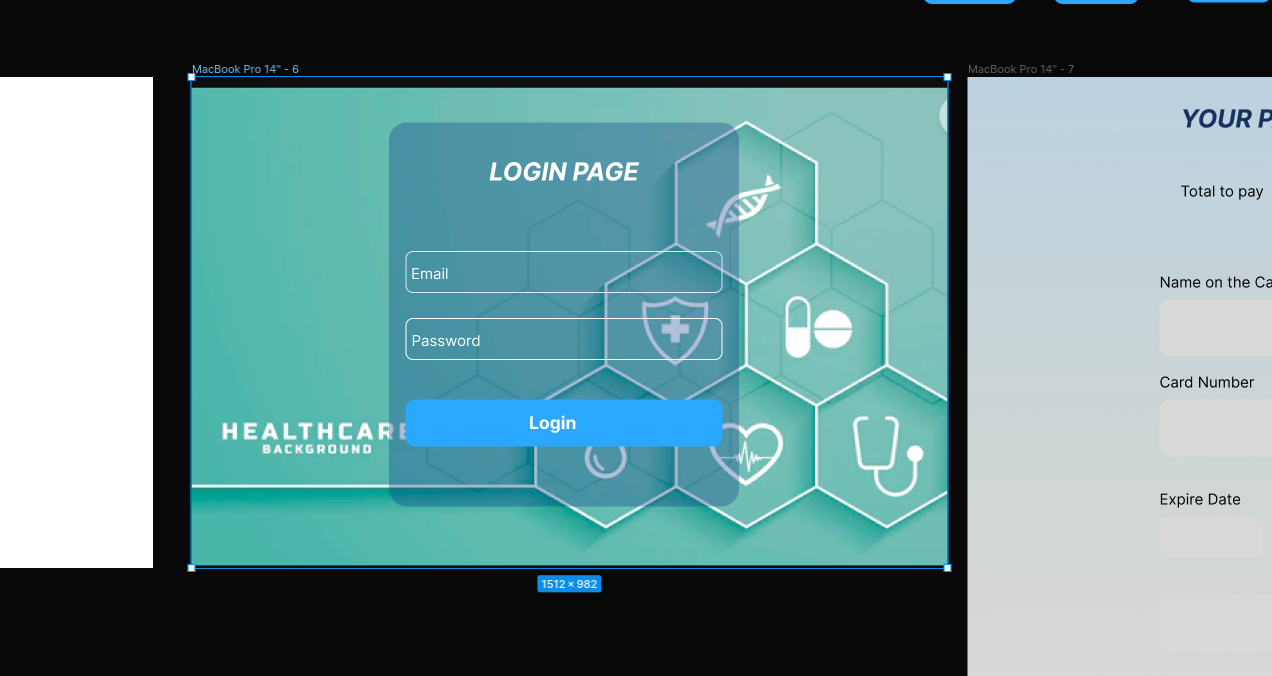 MacBook Pro 14" - 6
MacBook Pro 14" - 7
LOGIN PAGE
Email
Password
Login
HEALTHCARE
BACKGROUND
1512 × 982
YOUR
Total to pay
Name on the
Card Number
Expire Date